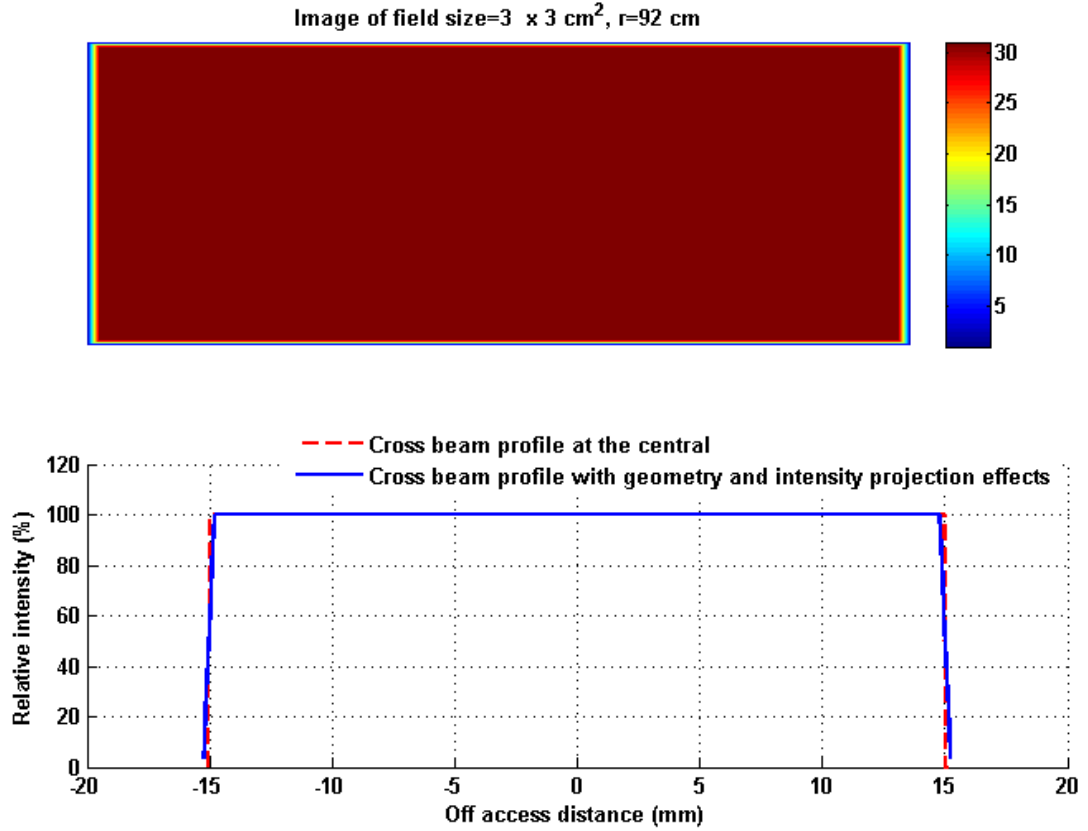 Image of field size=3 x 3 cm², r=92 cm
30
25
20
15
10
5
Cross beam profile at the central
Cross beam profile with geometry and intensity projection effects
120
100
80
60
40
20
0
Relative intensity (%)
-20 -15 -10 -5 0 5 10 15 20
Off access distance (mm)